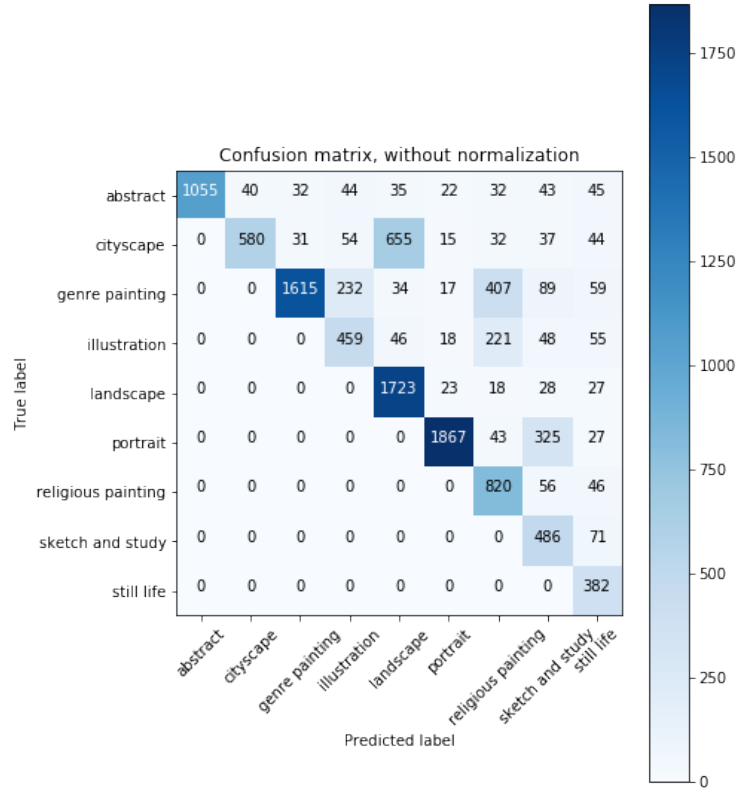 Confusion matrix, without normalization
True label
abstract 1055 40 32 44 35 22 32 43 45
cityscape 0 580 31 54 655 15 32 37 44
genre painting 0 0 1615 232 34 17 407 89 59
illustration 0 0 0 459 46 18 221 48 55
landscape 0 0 0 0 1723 23 18 28 27
portrait 0 0 0 0 0 1867 43 325 27
religious painting 0 0 0 0 0 0 820 56 46
sketch and study 0 0 0 0 0 0 0 486 71
still life 0 0 0 0 0 0 0 0 382
abstract
cityscape
genre painting
illustration
landscape
portrait
religious painting
sketch and study
still life
Predicted label
1750
1500
1250
1000
750
500
250
0